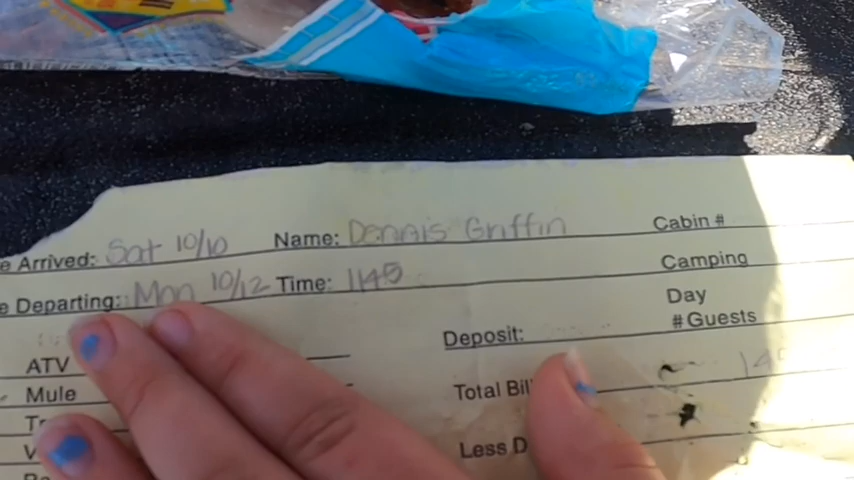 e Arrived: Sat 10/10 Name: Dennis Griffin Cabin #
e Departing: Mon 10/12 Time: 1145 Camping
Day
Deposit: # Guests
ATV
Mule Total Bill
Less D